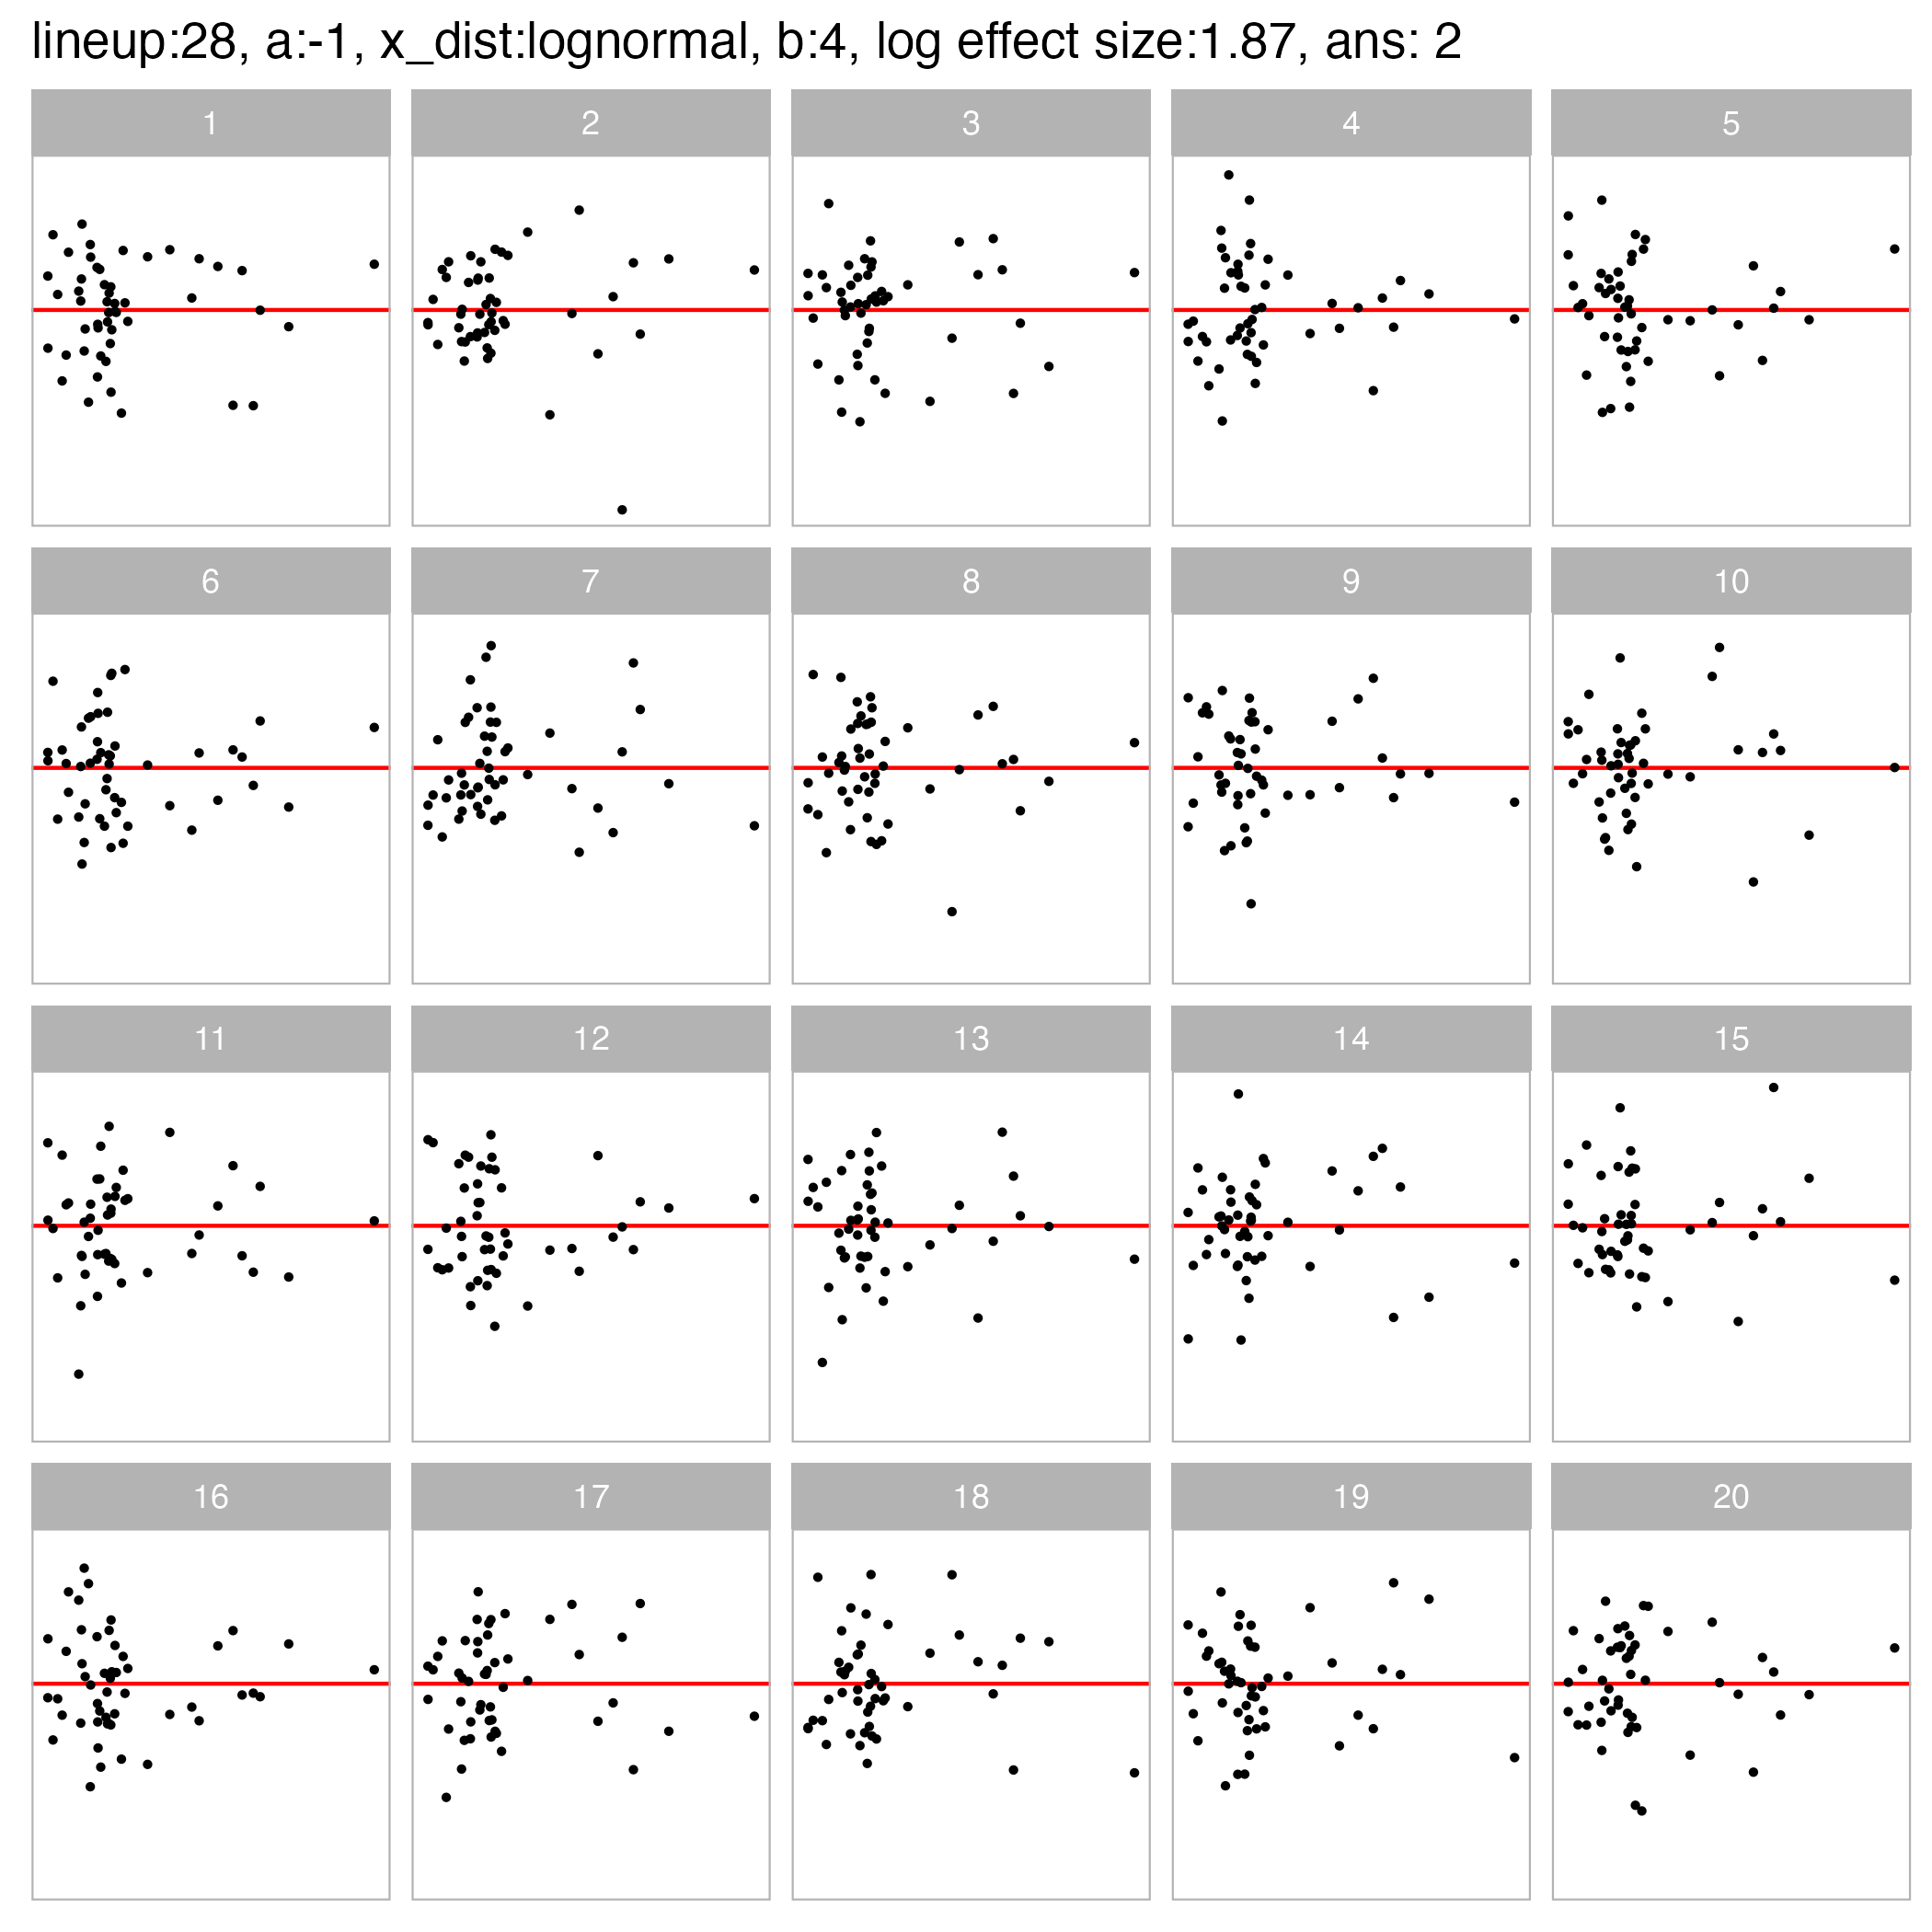 lineup:28, a:-1, x_dist:lognormal, b:4, log effect size:1.87, ans: 2
1 2 3 4 5
6 7 8 9 10
11 12 13 14 15
16 17 18 19 20